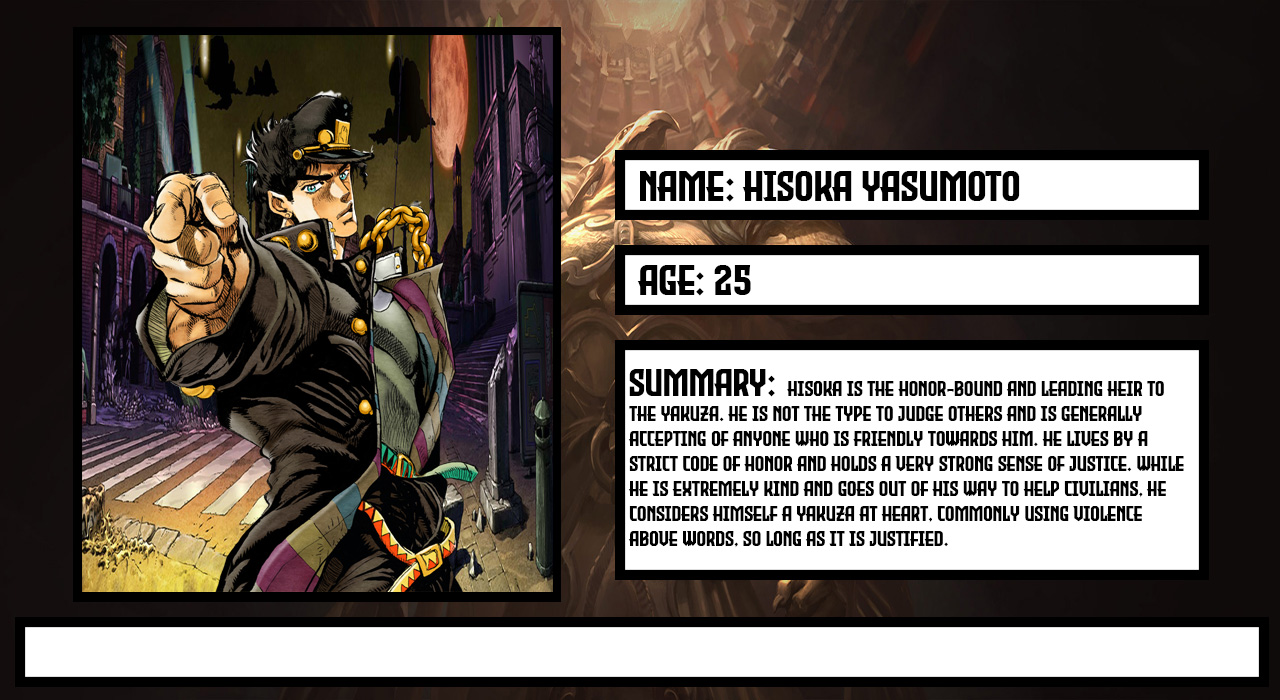 NAME: HISOKA YASUMOTO
AGE: 25
SUMMARY: HISOKA IS THE HONOR-BOUND AND LEADING HEIR TO
THE YAKUZA. HE IS NOT THE TYPE TO JUDGE OTHERS AND IS GENERALLY
ACCEPTING OF ANYONE WHO IS FRIENDLY TOWARDS HIM. HE LIVES BY A
STRICT CODE OF HONOR AND HOLDS A VERY STRONG SENSE OF JUSTICE. WHILE
HE IS EXTREMELY KIND AND GOES OUT OF HIS WAY TO HELP CIVILIANS, HE
CONSIDERS HIMSELF A YAKUZA AT HEART, COMMONLY USING VIOLENCE
ABOVE WORDS, SO LONG AS IT IS JUSTIFIED.